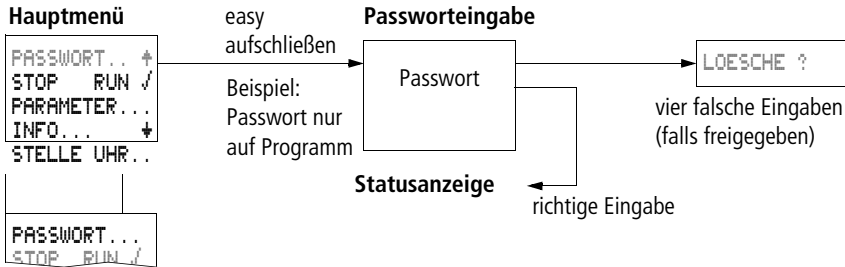 Hauptmenü
PASSWORT..
STOP RUN √
PARAMETER...
INFO...
STELLE UHR..
PASSWORT...
STOP RUN √
easy
aufschließen
Beispiel:
Passwort nur
auf Programm
Passworteingabe
Passwort
Statusanzeige
richtige Eingabe
LOESCHE ?
vier falsche Eingaben
(falls freigegeben)